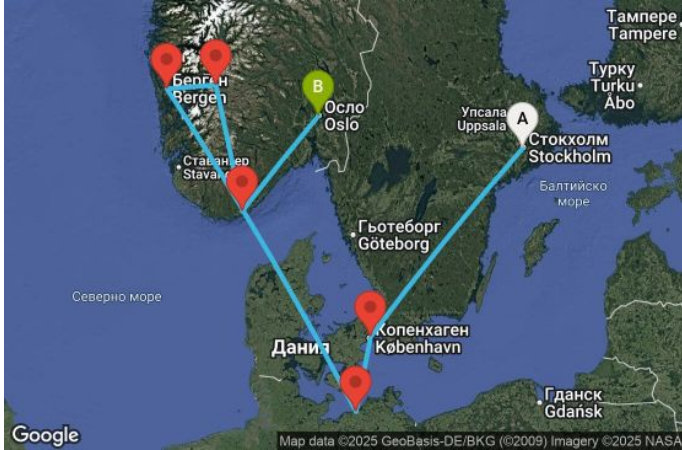 Тампере
Tampere
Турку
Turku
Åbo
Берген
Bergen
B
Осло
Oslo
Упсала
Uppsala
A
Стокхолм
Stockholm
Ставангер
Балтийско
море
Гьотеборг
Göteborg
Северно море
Дания
Копенхаген
København
Гданск
Gdańsk
Google
Map data ©2025 GeoBasis-DE/BKG (©2009) Imagery ©2025 NASA